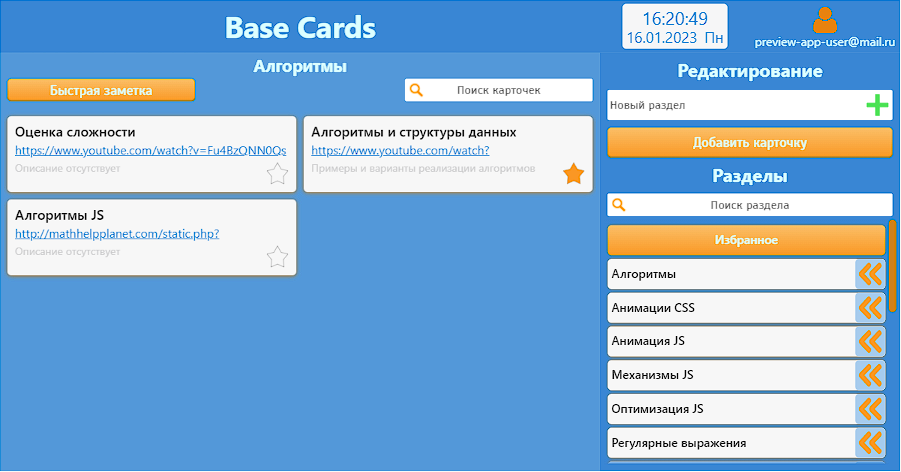 Base Cards
16:20:49
16.01.2023 Пн
preview-app-user@mail.ru
Алгоритмы
Быстрая заметка
Поиск карточек
Оценка сложности
https://www.youtube.com/watch?v=Fu4BzQNN0Qs
Описание отсутствует
Алгоритмы и структуры данных
https://www.youtube.com/watch?
Примеры и варианты реализации алгоритмов
Алгоритмы JS
http://mathhelpplanet.com/static.php?
Описание отсутствует
Редактирование
Новый раздел
Добавить карточку
Разделы
Поиск раздела
Избранное
Алгоритмы
Анимации CSS
Анимация JS
Механизмы JS
Оптимизация JS
Регулярные выражения